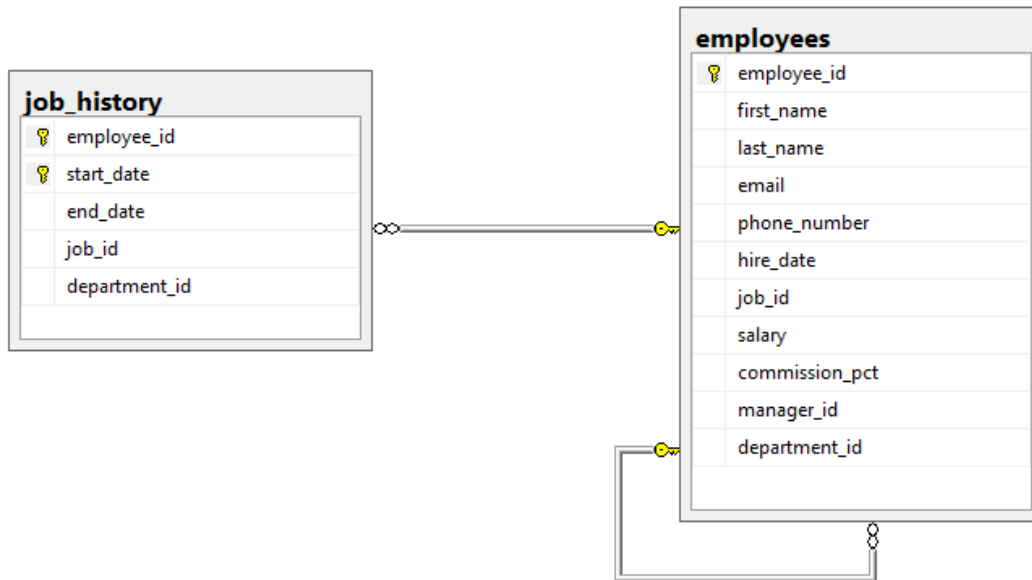 job_history
employee_id
start_date
end_date
job_id
department_id
employees
employee_id
first_name
last_name
email
phone_number
hire_date
job_id
salary
commission_pct
manager_id
department_id